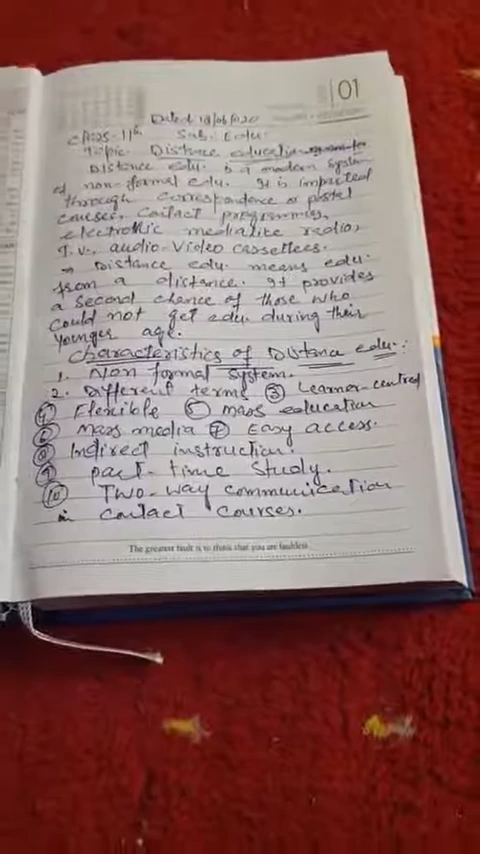 01
Dated 18/06/020
Class-11th Sub: Edu.
Topic- Distance education
Distance edu. is a modern system
of non-formal edu. It is imparted
through correspondence or postal
courses, Contact programmes,
electronic media like radio,
T.V., audio-Video cassettees.
→ Distance edu. means edu.
from a distance. It provides
a second chance of those who
could not get edu during their
younger age.
Characteristics of Distance edu.:
1. Non formal system.
2. Different terms ③ Learner-centred
④ Flexible ⑤ mass education
⑥ Mass media ⑦ Easy access.
⑧ Indirect instruction.
⑨ part-time study.
⑩ Two-way communication
in contact courses.
The greatest fault is to think that you are faultless.